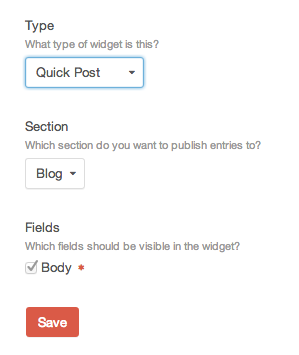 Type
What type of widget is this?
Quick Post
Section
Which section do you want to publish entries to?
Blog
Fields
Which fields should be visible in the widget?
Body *
Save